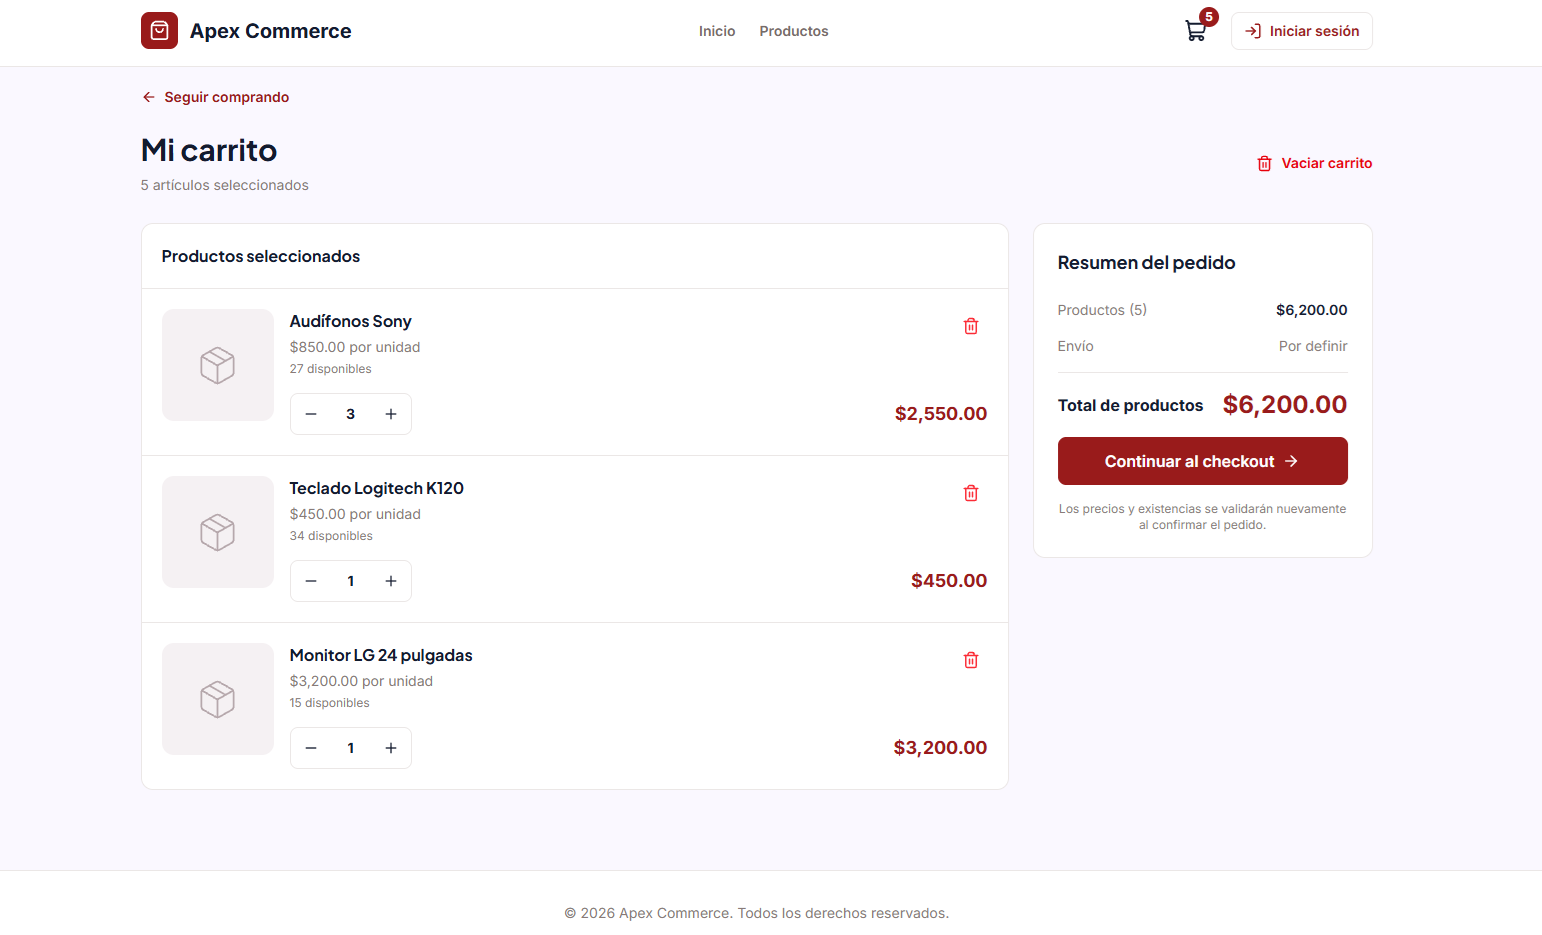 Apex Commerce
Inicio
Productos
5
Iniciar sesión
Seguir comprando
Mi carrito
5 artículos seleccionados
Vaciar carrito
Productos seleccionados
Audífonos Sony
$850.00 por unidad
27 disponibles
3
$2,550.00
Teclado Logitech K120
$450.00 por unidad
34 disponibles
1
$450.00
Monitor LG 24 pulgadas
$3,200.00 por unidad
15 disponibles
1
$3,200.00
Resumen del pedido
Productos (5) $6,200.00
Envío Por definir
Total de productos $6,200.00
Continuar al checkout
Los precios y existencias se validarán nuevamente
al confirmar el pedido.
© 2026 Apex Commerce. Todos los derechos reservados.